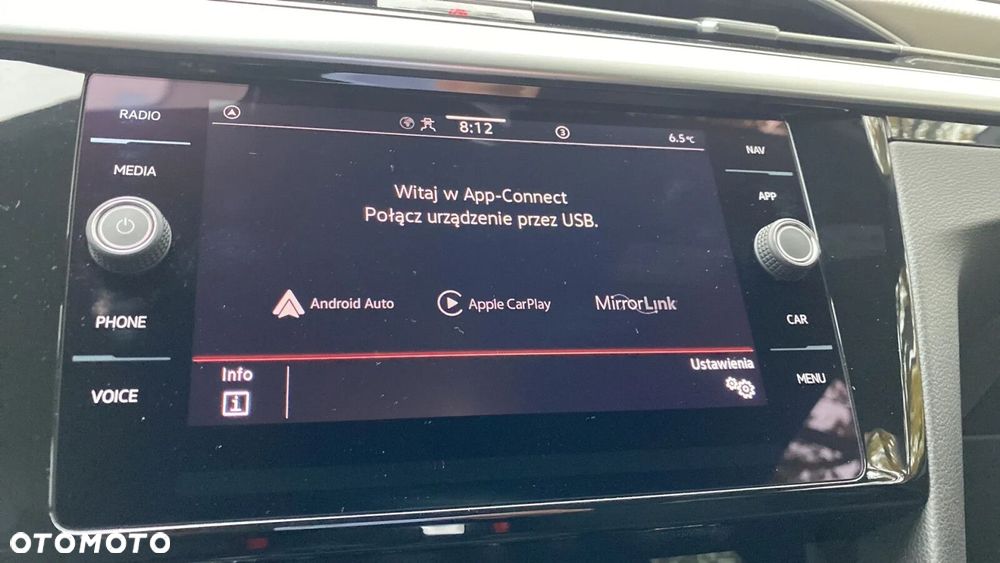 RADIO
MEDIA
PHONE
VOICE
8:12
3
6.5°C
Witaj w App-Connect
Połącz urządzenie przez USB.
Android Auto
Apple CarPlay
MirrorLink
Info
i
Ustawienia
NAV
APP
CAR
MENU
OTOMOTO